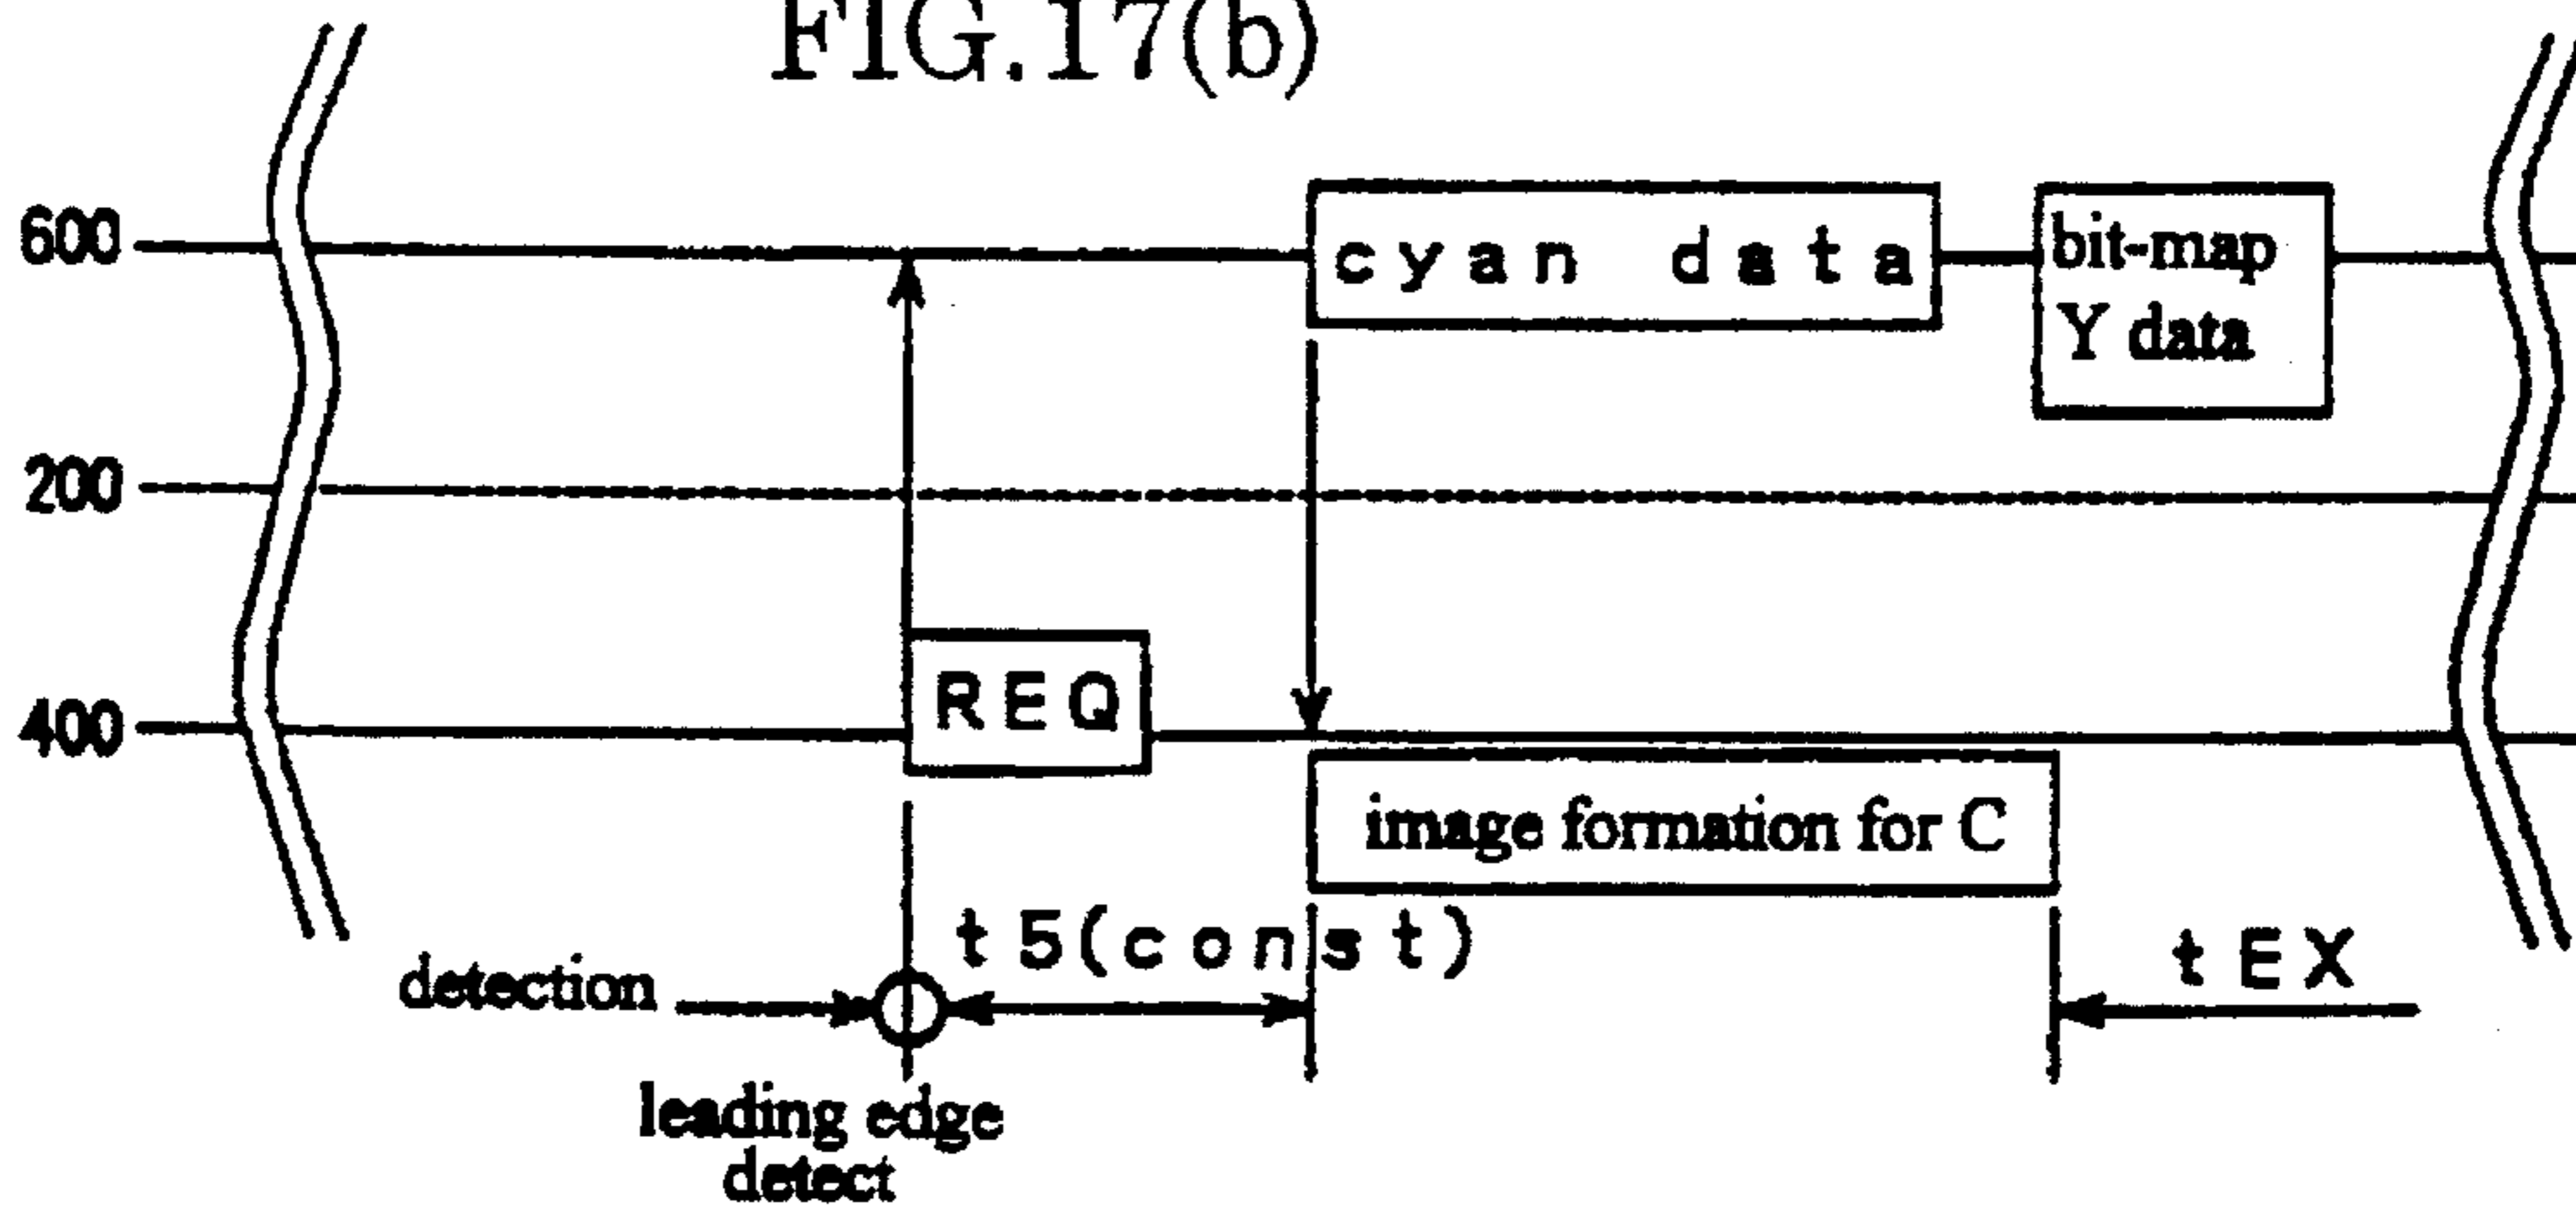 FIG.17(b)
600
cyan data
bit-map
Y data
200
400
REQ
image formation for C
t5(const)
tEX
detection
leading edge
detect